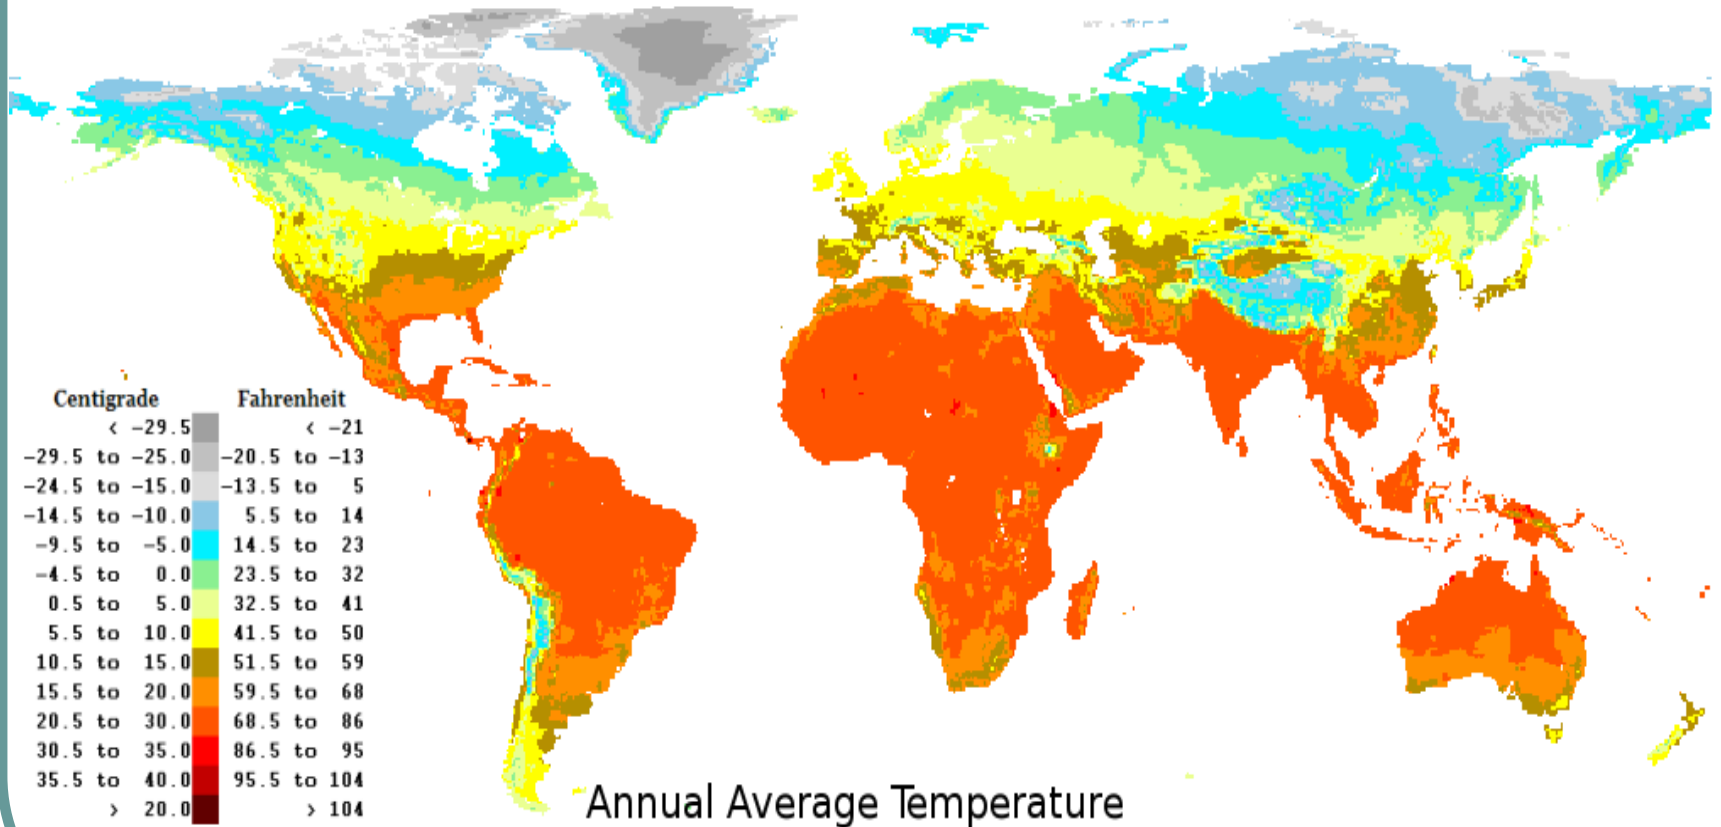 Centigrade Fahrenheit
< -29.5 < -21
-29.5 to -25.0 -20.5 to -13
-24.5 to -15.0 -13.5 to 5
-14.5 to -10.0 5.5 to 14
-9.5 to -5.0 14.5 to 23
-4.5 to 0.0 23.5 to 32
0.5 to 5.0 32.5 to 41
5.5 to 10.0 41.5 to 50
10.5 to 15.0 51.5 to 59
15.5 to 20.0 59.5 to 68
20.5 to 30.0 68.5 to 86
30.5 to 35.0 86.5 to 95
35.5 to 40.0 95.5 to 104
> 20.0 > 104
Annual Average Temperature